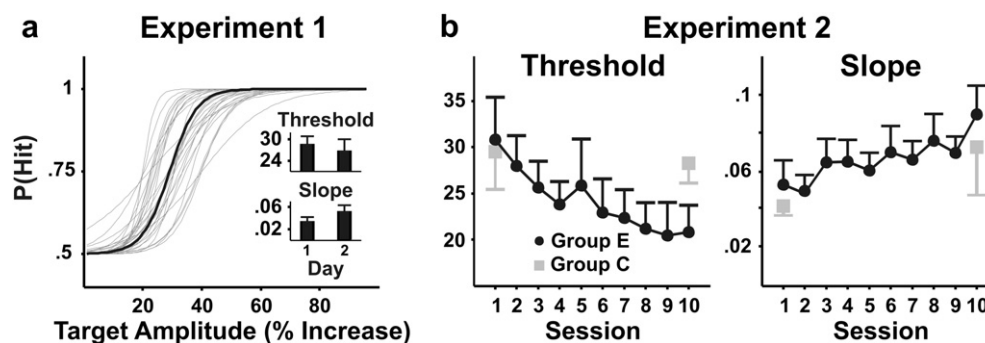 a Experiment 1
P(Hit)
1
.75
.5
20 40 60 80
Target Amplitude (% Increase)
Threshold
30
24
Slope
.06
.02
1 2
Day
b Experiment 2
Threshold
35
30
25
20
Group E
Group C
1 2 3 4 5 6 7 8 9 10
Session
Slope
.1
.06
.02
1 2 3 4 5 6 7 8 9 10
Session